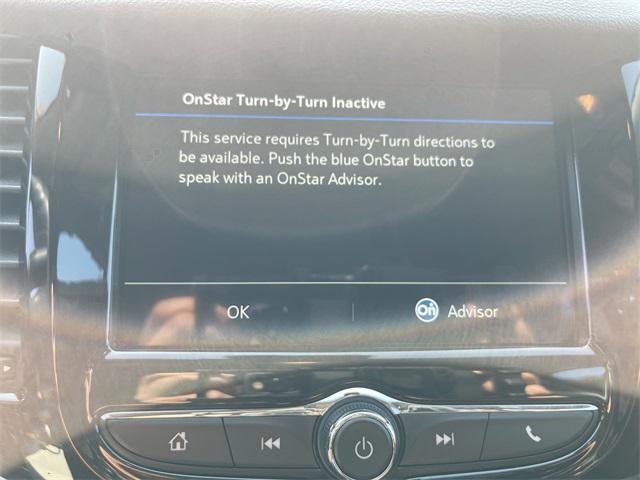 OnStar Turn-by-Turn Inactive
This service requires Turn-by-Turn directions to
be available. Push the blue OnStar button to
speak with an OnStar Advisor.
OK
On Advisor